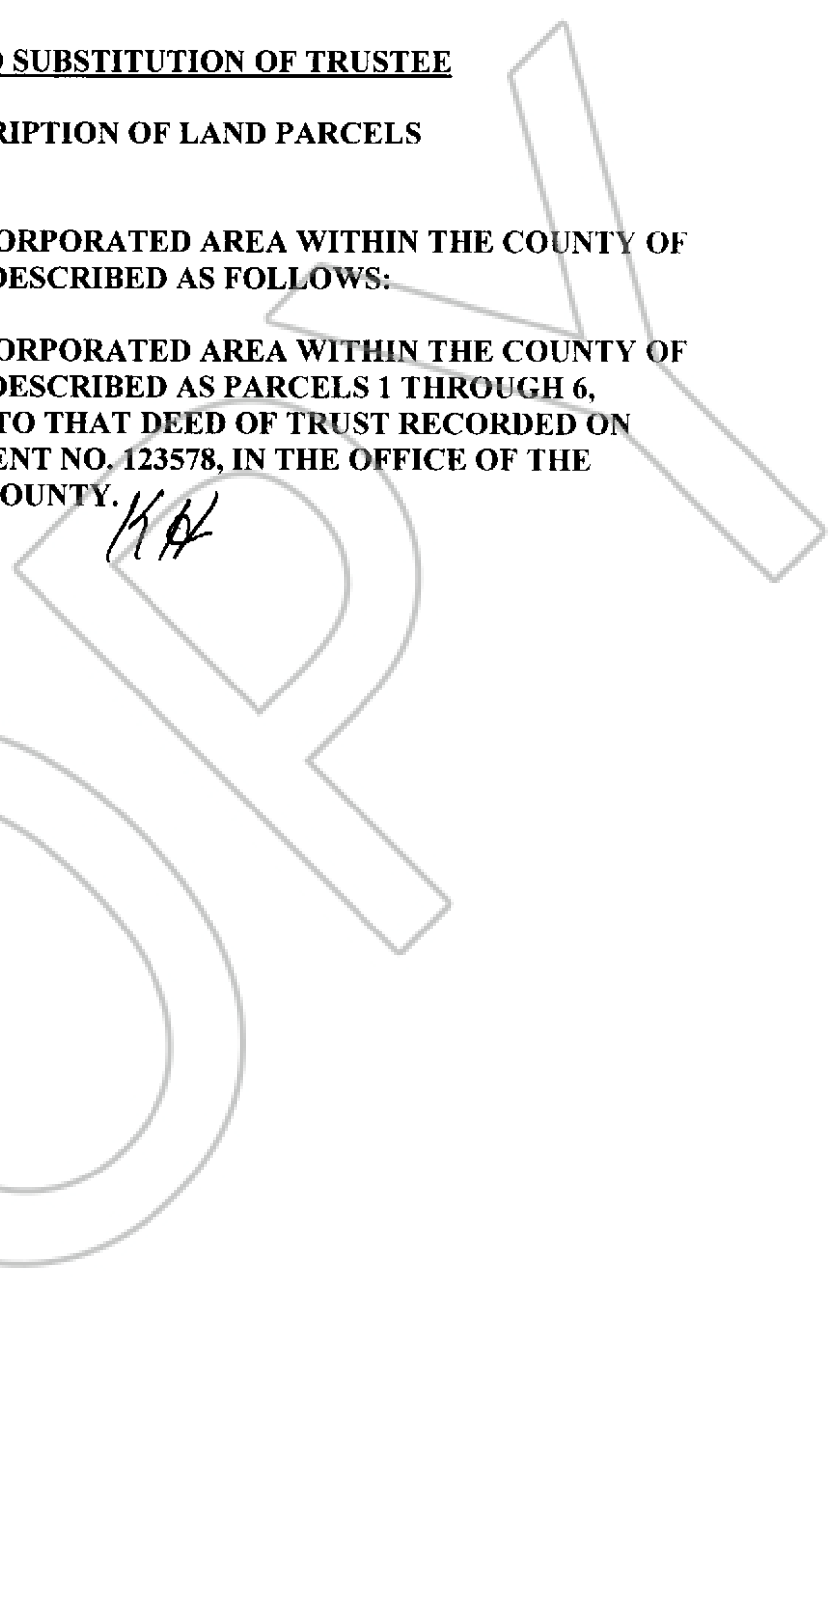 SUBSTITUTION OF TRUSTEE
RIPTION OF LAND PARCELS
ORPORATED AREA WITHIN THE COUNTY OF
DESCRIBED AS FOLLOWS:
ORPORATED AREA WITHIN THE COUNTY OF
DESCRIBED AS PARCELS 1 THROUGH 6,
TO THAT DEED OF TRUST RECORDED ON
ENT NO. 123578, IN THE OFFICE OF THE
OUNTY.
KH
OPY